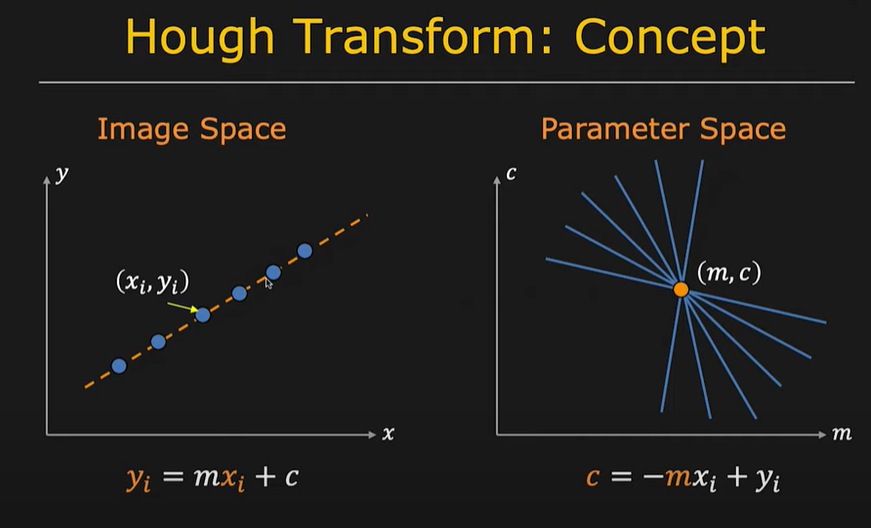 Hough Transform: Concept
Image Space
y
(xᵢ, yᵢ)
x
yᵢ = mxᵢ + c
Parameter Space
c
(m, c)
m
c = −mxᵢ + yᵢ